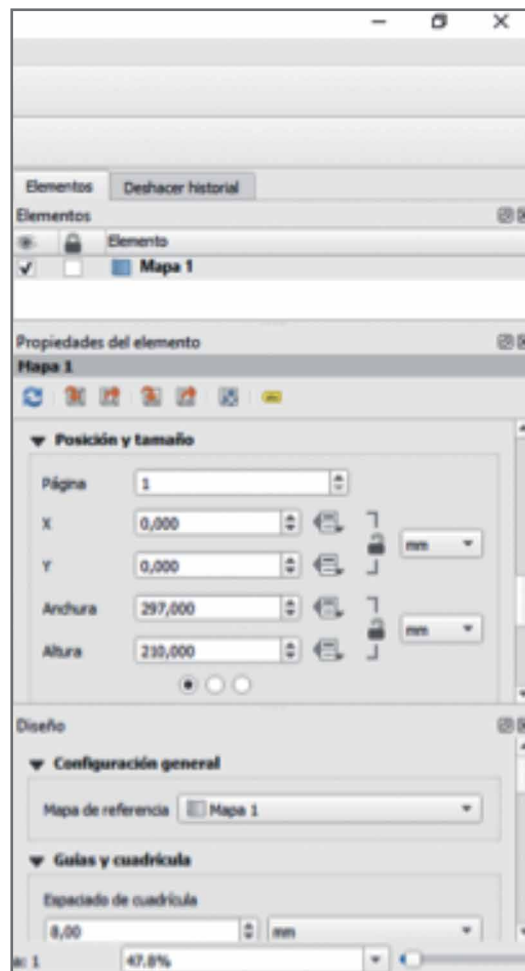 Elementos Deshacer historial
Elementos
Elemento
Mapa 1
Propiedades del elemento
Mapa 1
Posición y tamaño
Página 1
X 0,000
mm
Y 0,000
Anchura 297,000
mm
Altura 210,000
Diseño
Configuración general
Mapa de referencia Mapa 1
Guías y cuadrícula
Espaciado de cuadrícula
8,00 mm
a: 1 47.8%